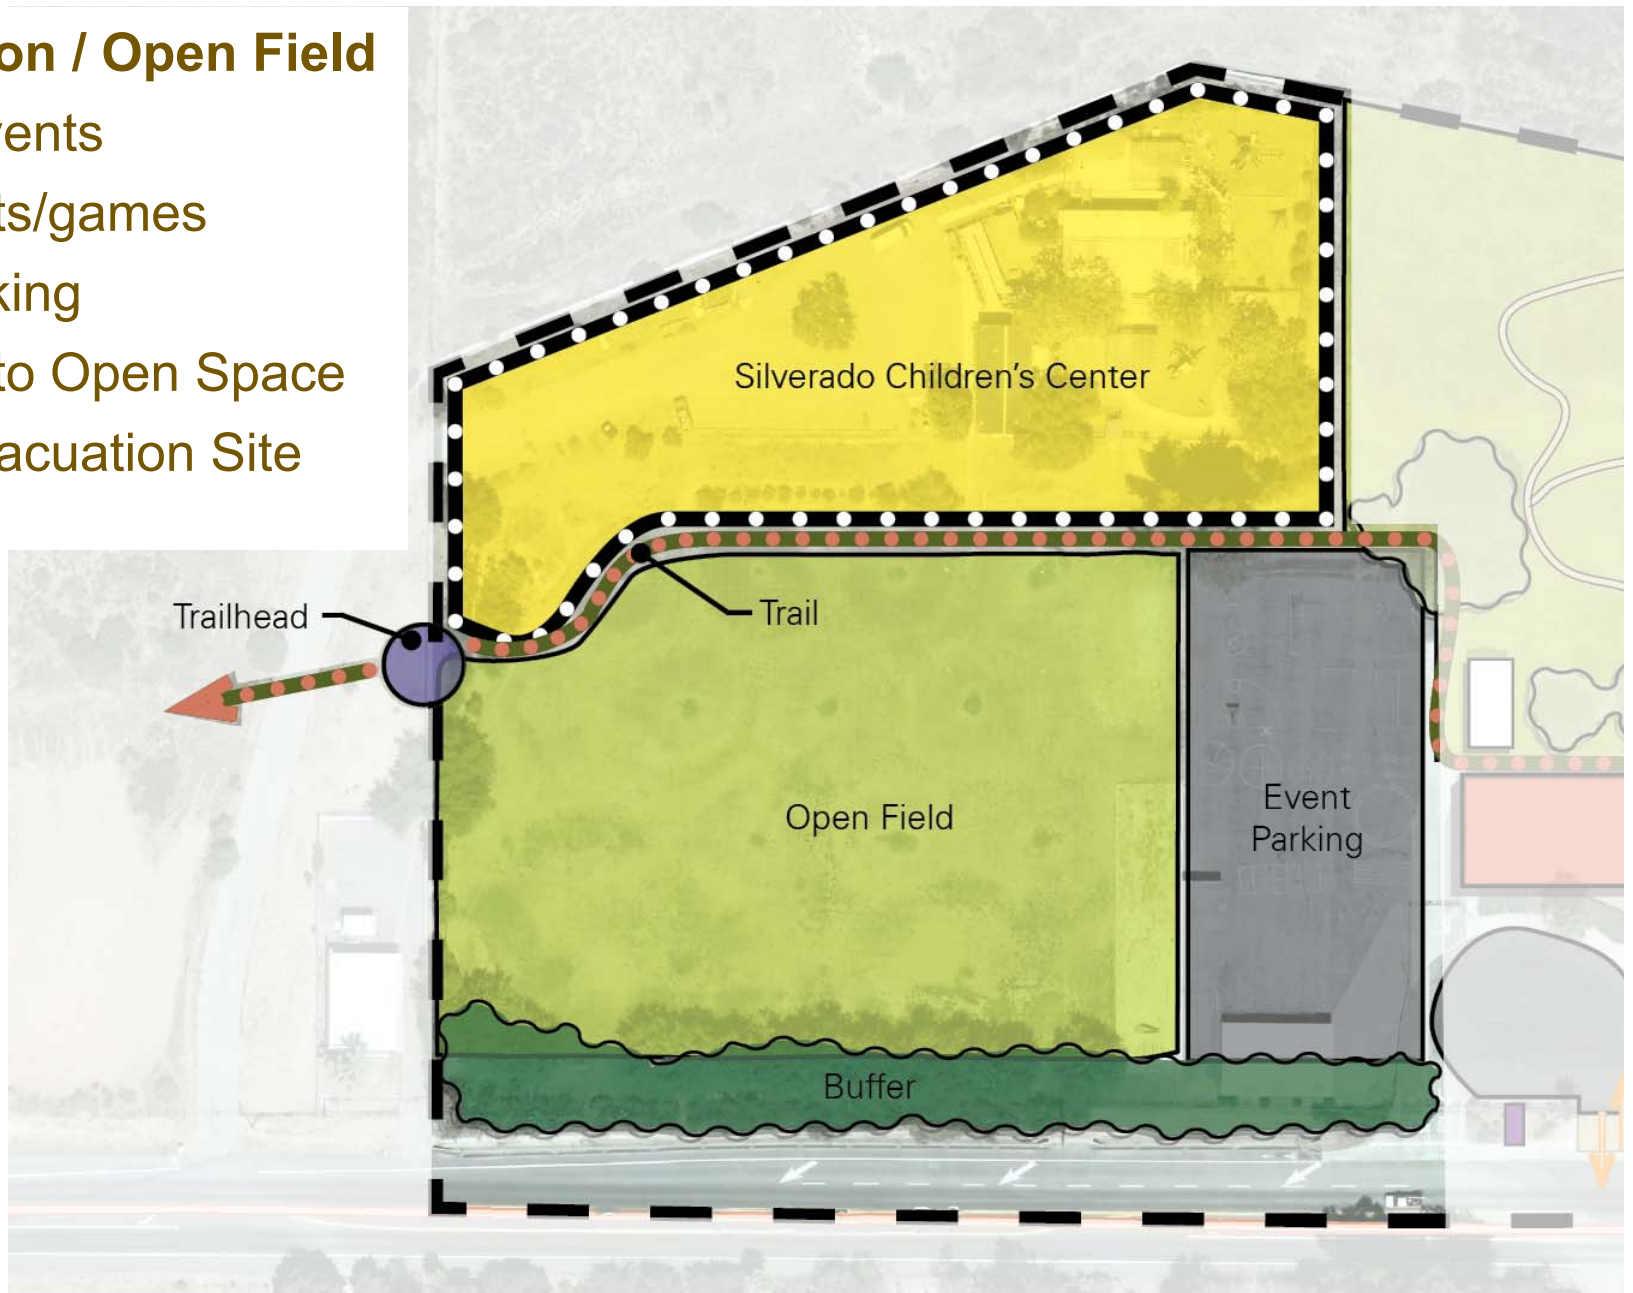 on / Open Field
vents
ts/games
king
to Open Space
acuation Site
Silverado Children's Center
Trailhead
Trail
Open Field
Event
Parking
Buffer